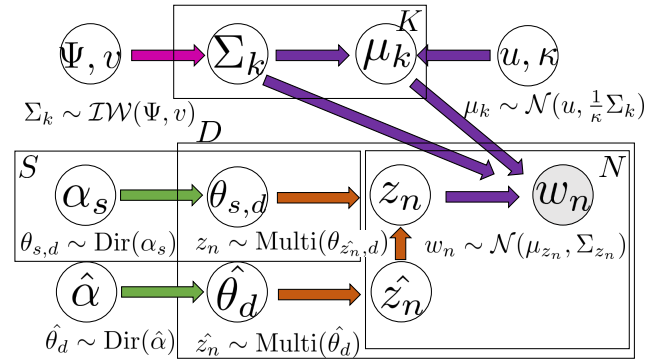 Ψ, v Σ_k μ_k K u, κ
Σ_k ∼ 𝓘𝓦(Ψ, v) μ_k ∼ 𝒩(u, 1/κ Σ_k)
D
S N
α_s θ_{s,d} z_n w_n
θ_{s,d} ∼ Dir(α_s) z_n ∼ Multi(θ_{ẑ_n,d}) w_n ∼ 𝒩(μ_{z_n}, Σ_{z_n})
α̂ θ̂_d ẑ_n
θ̂_d ∼ Dir(α̂) ẑ_n ∼ Multi(θ̂_d)